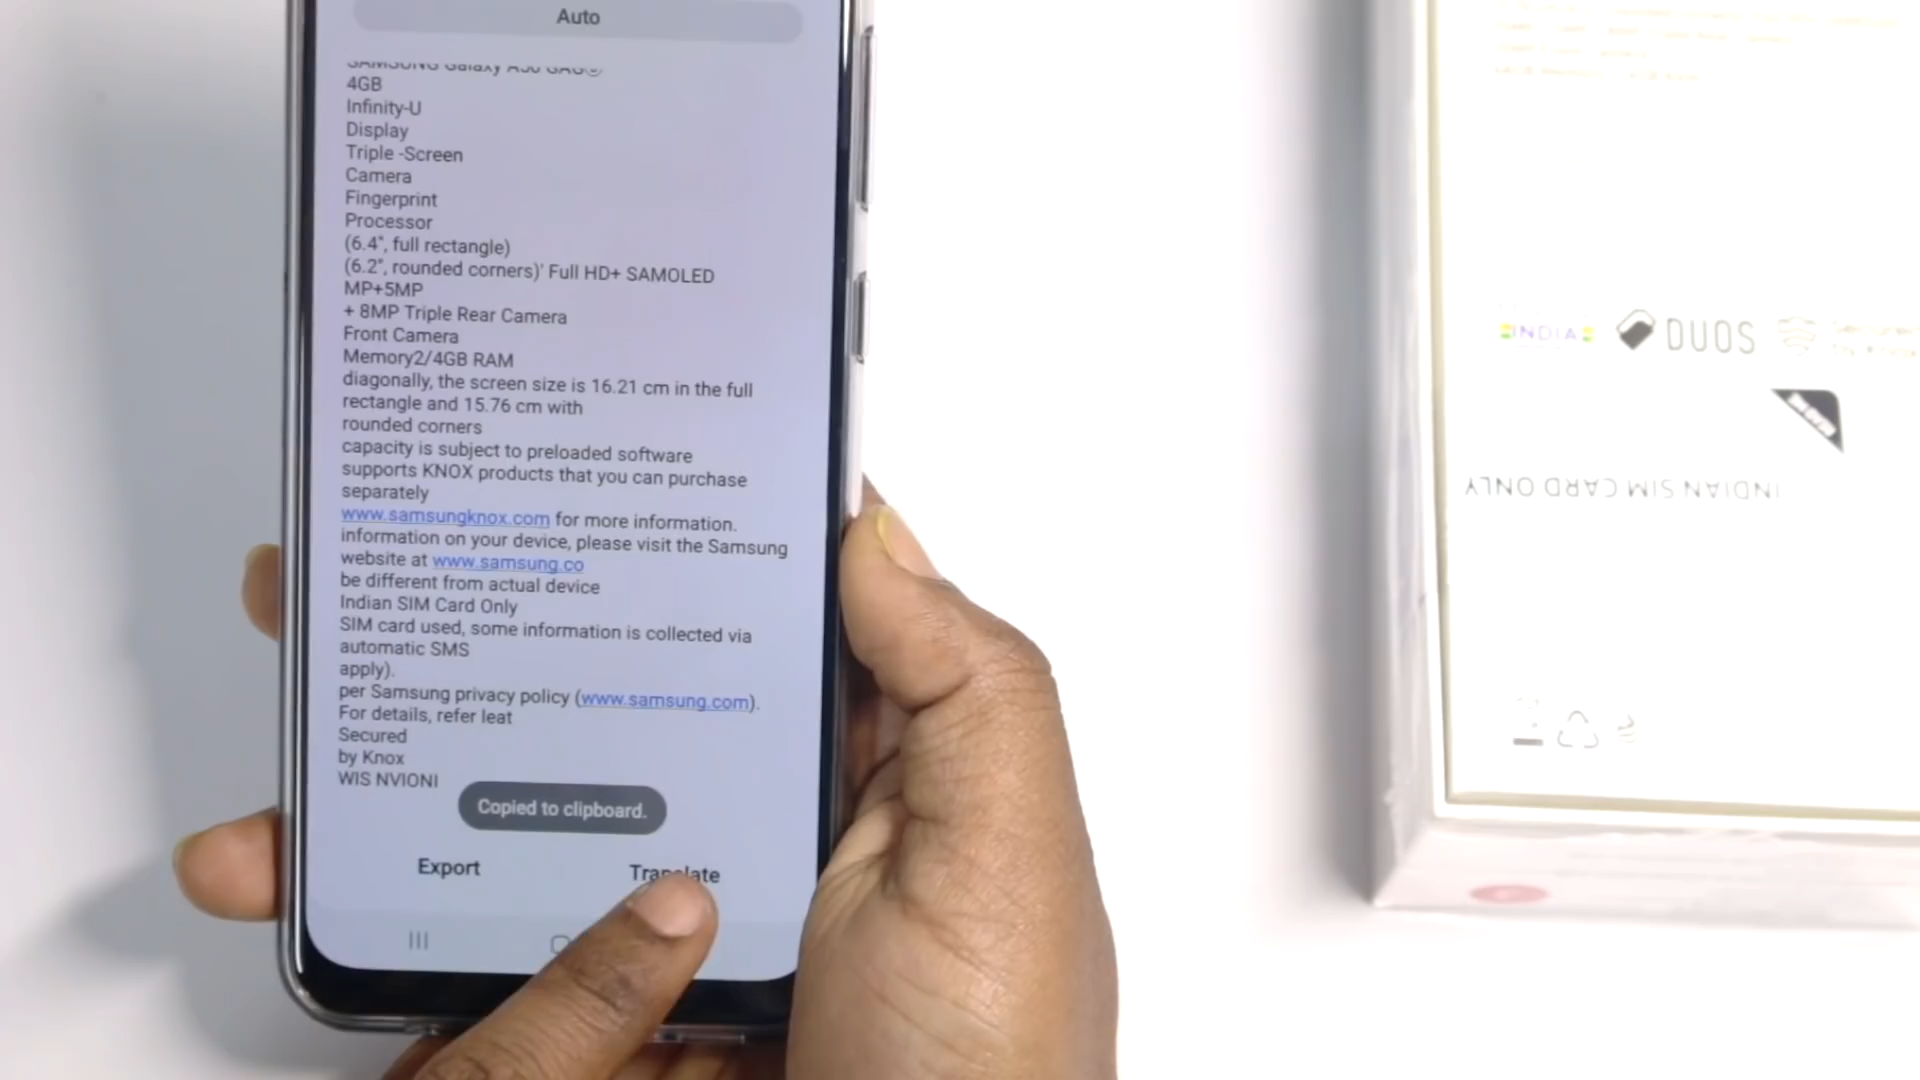 Auto
SAMSUNG Galaxy
4GB
Infinity-U
Display
Triple -Screen
Camera
Fingerprint
Processor
(6.4", full rectangle)
(6.2", rounded corners)' Full HD+ SAMOLED
MP+5MP
+ 8MP Triple Rear Camera
Front Camera
Memory2/4GB RAM
diagonally, the screen size is 16.21 cm in the full
rectangle and 15.76 cm with
rounded corners
capacity is subject to preloaded software
supports KNOX products that you can purchase
separately
www.samsungknox.com for more information.
information on your device, please visit the Samsung
website at www.samsung.co
be different from actual device
Indian SIM Card Only
SIM card used, some information is collected via
automatic SMS
apply).
per Samsung privacy policy (www.samsung.com).
For details, refer leat
Secured
by Knox
WIS NVIONI
Copied to clipboard.
Export
Translate
INDIA
DUOS
INDIAN SIM CARD ONLY